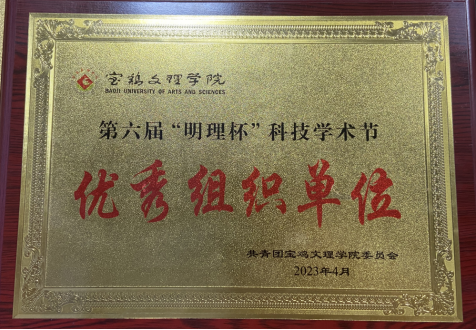 宝鸡文理学院
BAOJI UNIVERSITY OF ARTS AND SCIENCES
第六届“明理杯”科技学术节
优秀组织单位
共青团宝鸡文理学院委员会
2023年4月